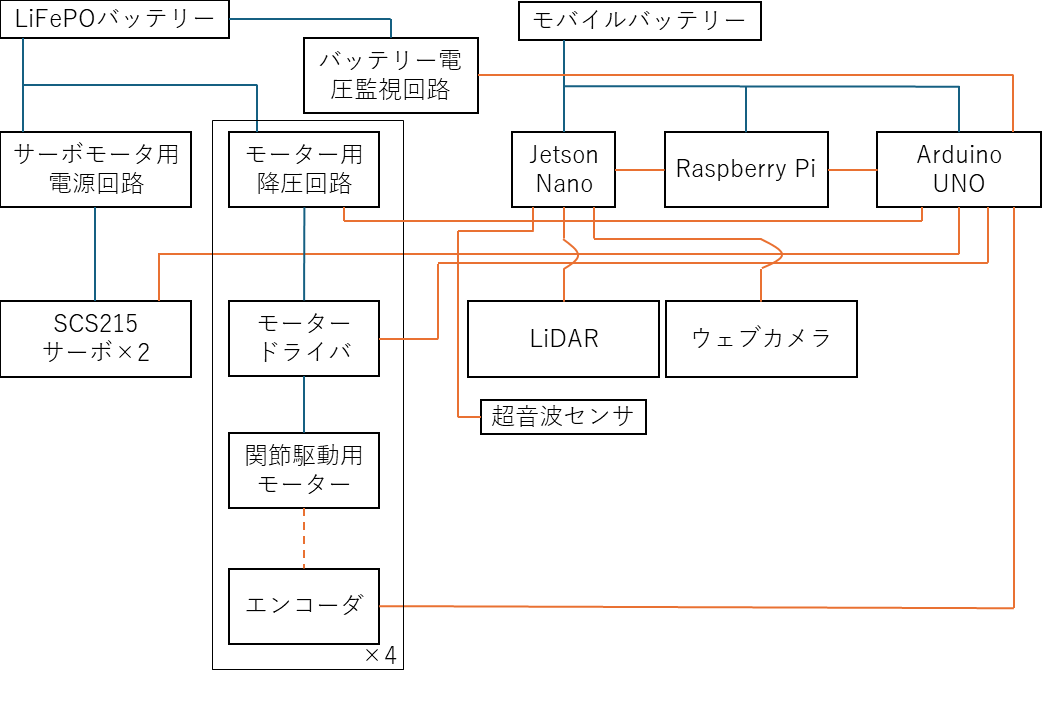 LiFePOバッテリー
モバイルバッテリー
バッテリー電
圧監視回路
サーボモータ用
電源回路
モーター用
降圧回路
Jetson
Nano
Raspberry Pi
Arduino
UNO
SCS215
サーボ×2
モーター
ドライバ
LiDAR
ウェブカメラ
超音波センサ
関節駆動用
モーター
エンコーダ
×4